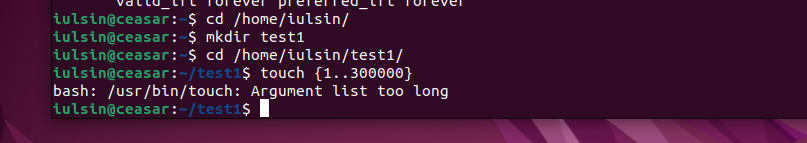 valid_lft forever preferred_lft forever
iulsin@ceasar:~$ cd /home/iulsin/
iulsin@ceasar:~$ mkdir test1
iulsin@ceasar:~$ cd /home/iulsin/test1/
iulsin@ceasar:~/test1$ touch {1..300000}
bash: /usr/bin/touch: Argument list too long
iulsin@ceasar:~/test1$